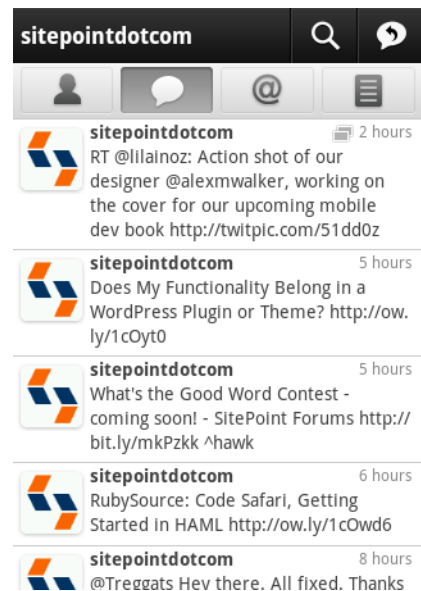 sitepointdotcom
@
sitepointdotcom 2 hours
RT @lilainoz: Action shot of our
designer @alexmwalker, working on
the cover for our upcoming mobile
dev book http://twitpic.com/51dd0z
sitepointdotcom 5 hours
Does My Functionality Belong in a
WordPress Plugin or Theme? http://ow.
ly/1cOyt0
sitepointdotcom 5 hours
What's the Good Word Contest -
coming soon! - SitePoint Forums http://
bit.ly/mkPzkk ^hawk
sitepointdotcom 6 hours
RubySource: Code Safari, Getting
Started in HAML http://ow.ly/1cOwd6
sitepointdotcom 8 hours
@Treggats Hey there. All fixed. Thanks